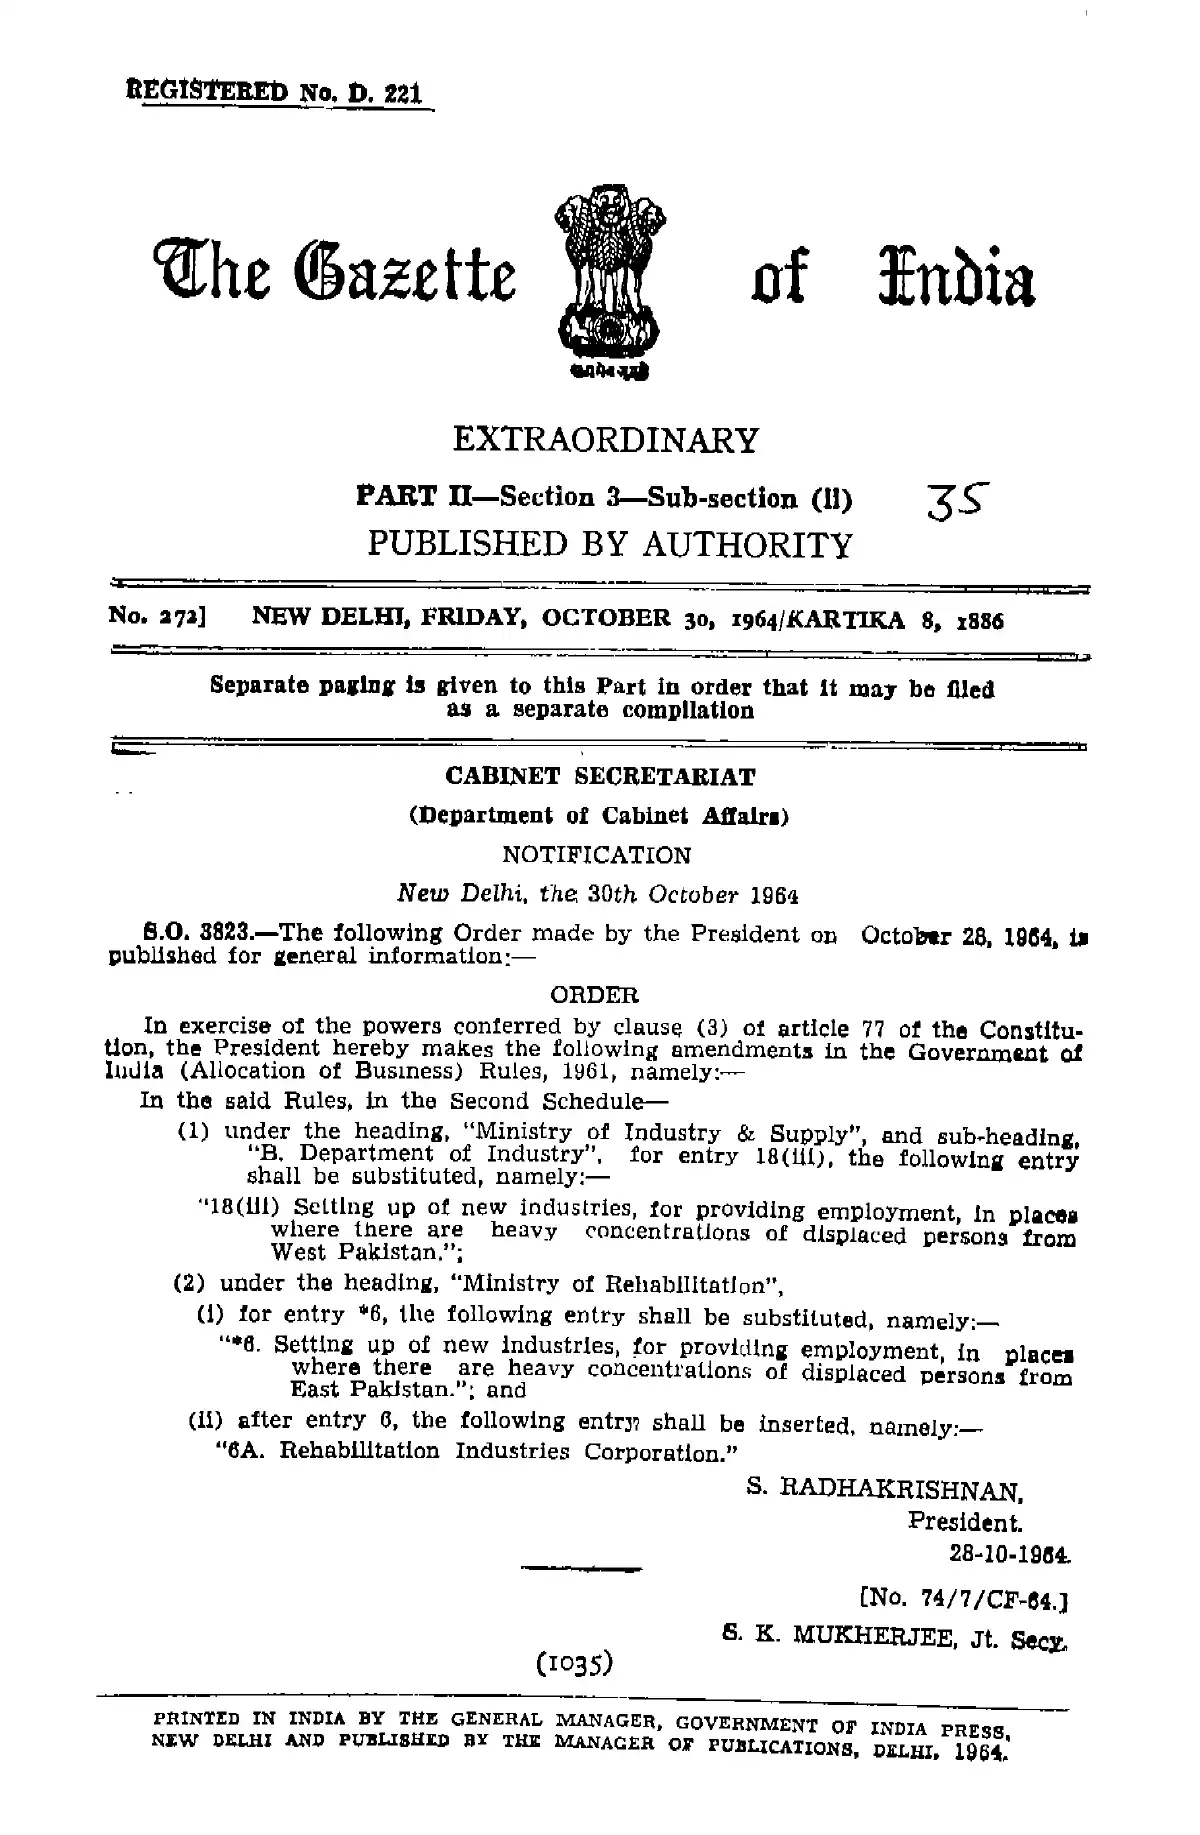 REGISTERED No. D. 221
The Gazette of India
EXTRAORDINARY
PART II—Section 3—Sub-section (ii)
35
PUBLISHED BY AUTHORITY
No. 272] NEW DELHI, FRIDAY, OCTOBER 30, 1964/KARTIKA 8, 1886
Separate paging is given to this Part in order that it may be filed
as a separate compilation
CABINET SECRETARIAT
(Department of Cabinet Affairs)
NOTIFICATION
New Delhi, the 30th October 1964
S.O. 3823.—The following Order made by the President on October 28, 1964, is
published for general information:—
ORDER
In exercise of the powers conferred by clause (3) of article 77 of the Constitu-
tion, the President hereby makes the following amendments in the Government of
India (Allocation of Business) Rules, 1961, namely:—
In the said Rules, in the Second Schedule—
(1) under the heading, "Ministry of Industry & Supply", and sub-heading,
"B. Department of Industry", for entry 18(iii), the following entry
shall be substituted, namely:—
"18(iii) Setting up of new industries, for providing employment, in places
where there are heavy concentrations of displaced persons from
West Pakistan.";
(2) under the heading, "Ministry of Rehabilitation",
(i) for entry *6, the following entry shall be substituted, namely:—
"*6. Setting up of new industries, for providing employment, in places
where there are heavy concentrations of displaced persons from
East Pakistan."; and
(ii) after entry 6, the following entry shall be inserted, namely:—
"6A. Rehabilitation Industries Corporation."
S. RADHAKRISHNAN,
President.
28-10-1964.
[No. 74/7/CF-64.]
S. K. MUKHERJEE, Jt. Secy.
(1035)
PRINTED IN INDIA BY THE GENERAL MANAGER, GOVERNMENT OF INDIA PRESS,
NEW DELHI AND PUBLISHED BY THE MANAGER OF PUBLICATIONS, DELHI, 1964.